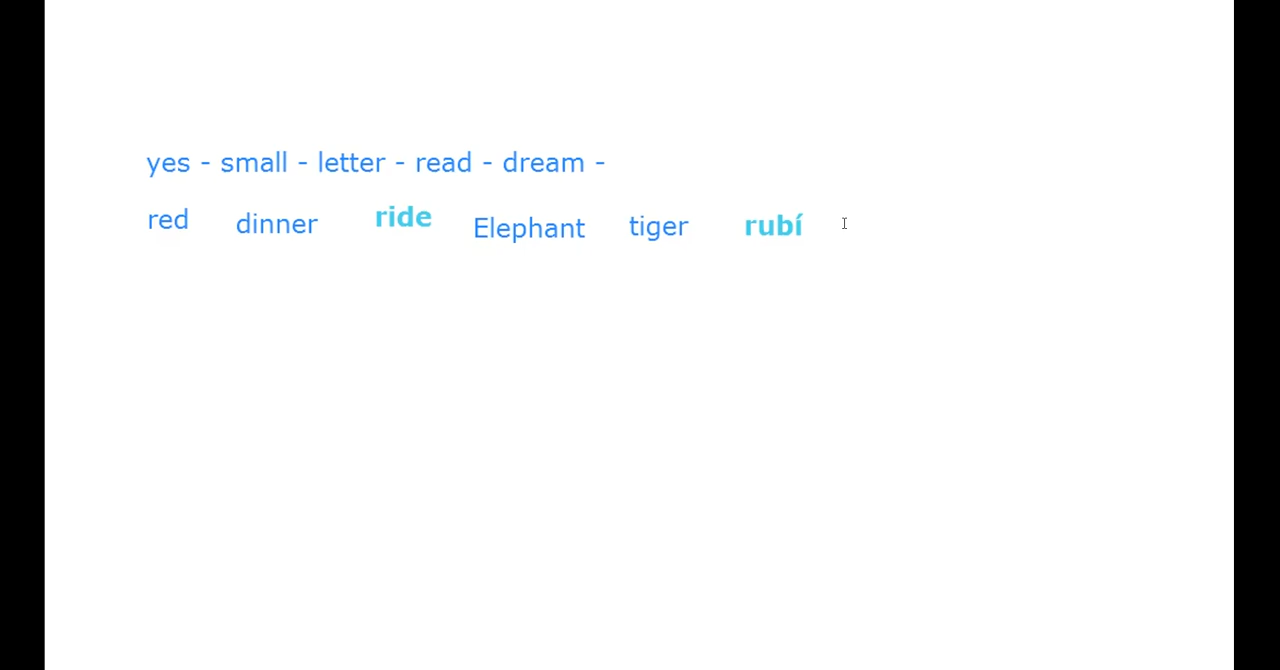 yes - small - letter - read - dream -
red dinner ride Elephant tiger rubí